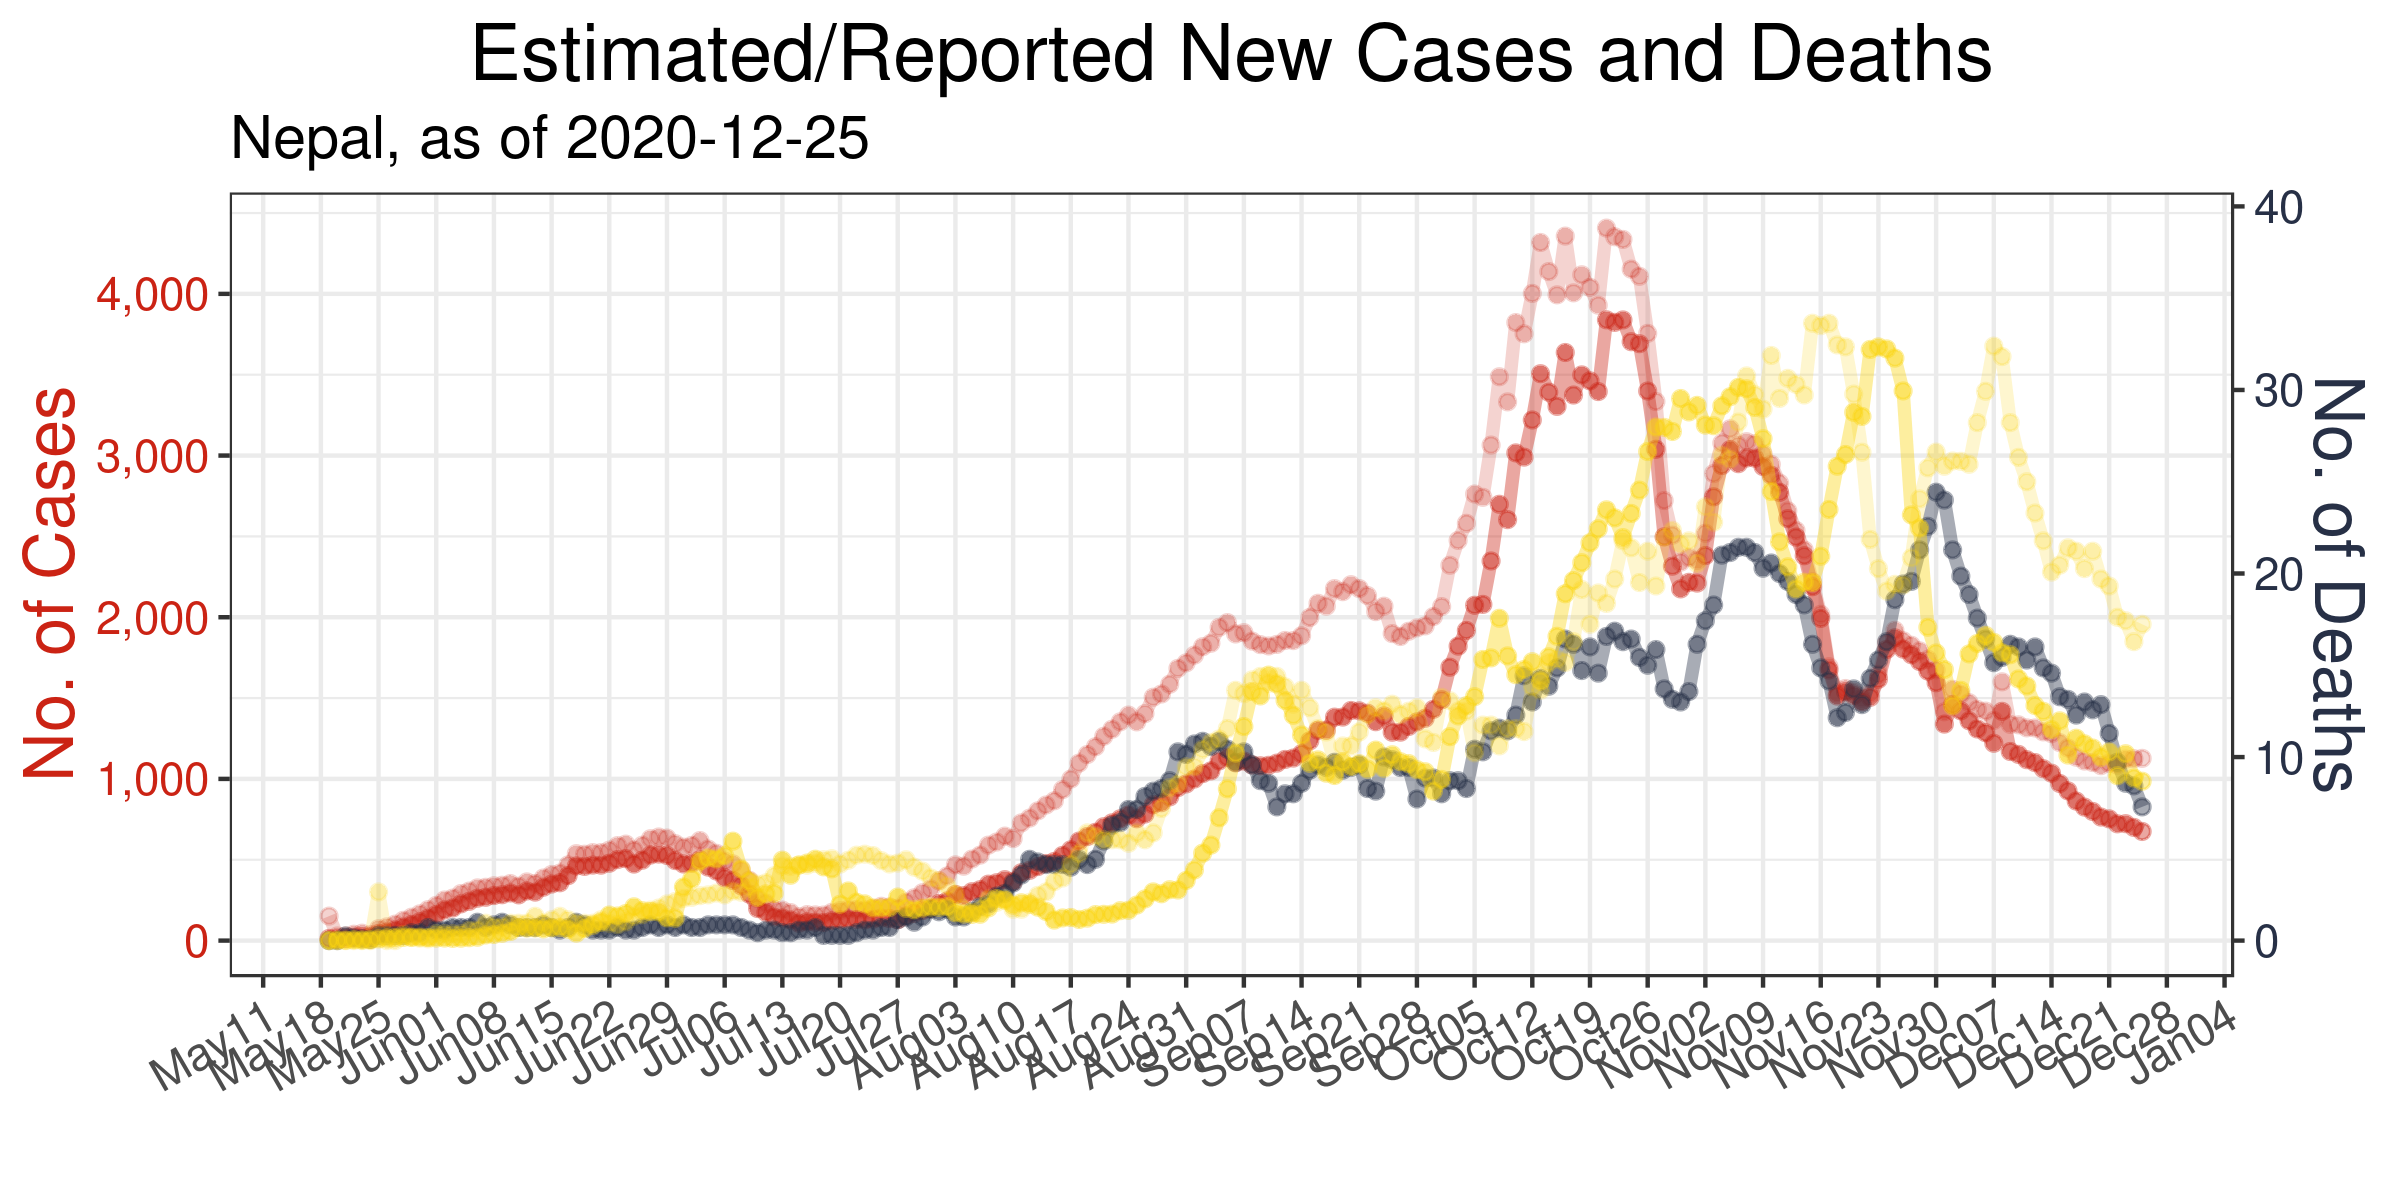 Estimated/Reported New Cases and Deaths
Nepal, as of 2020-12-25
No. of Cases
4,000
3,000
2,000
1,000
0
40
30
20
10
0
No. of Deaths
May11 May18 May25 Jun01 Jun08 Jun15 Jun22 Jun29 Jul06 Jul13 Jul20 Jul27 Aug03 Aug10 Aug17 Aug24 Aug31 Sep07 Sep14 Sep21 Sep28 Oct05 Oct12 Oct19 Oct26 Nov02 Nov09 Nov16 Nov23 Nov30 Dec07 Dec14 Dec21 Dec28 Jan04